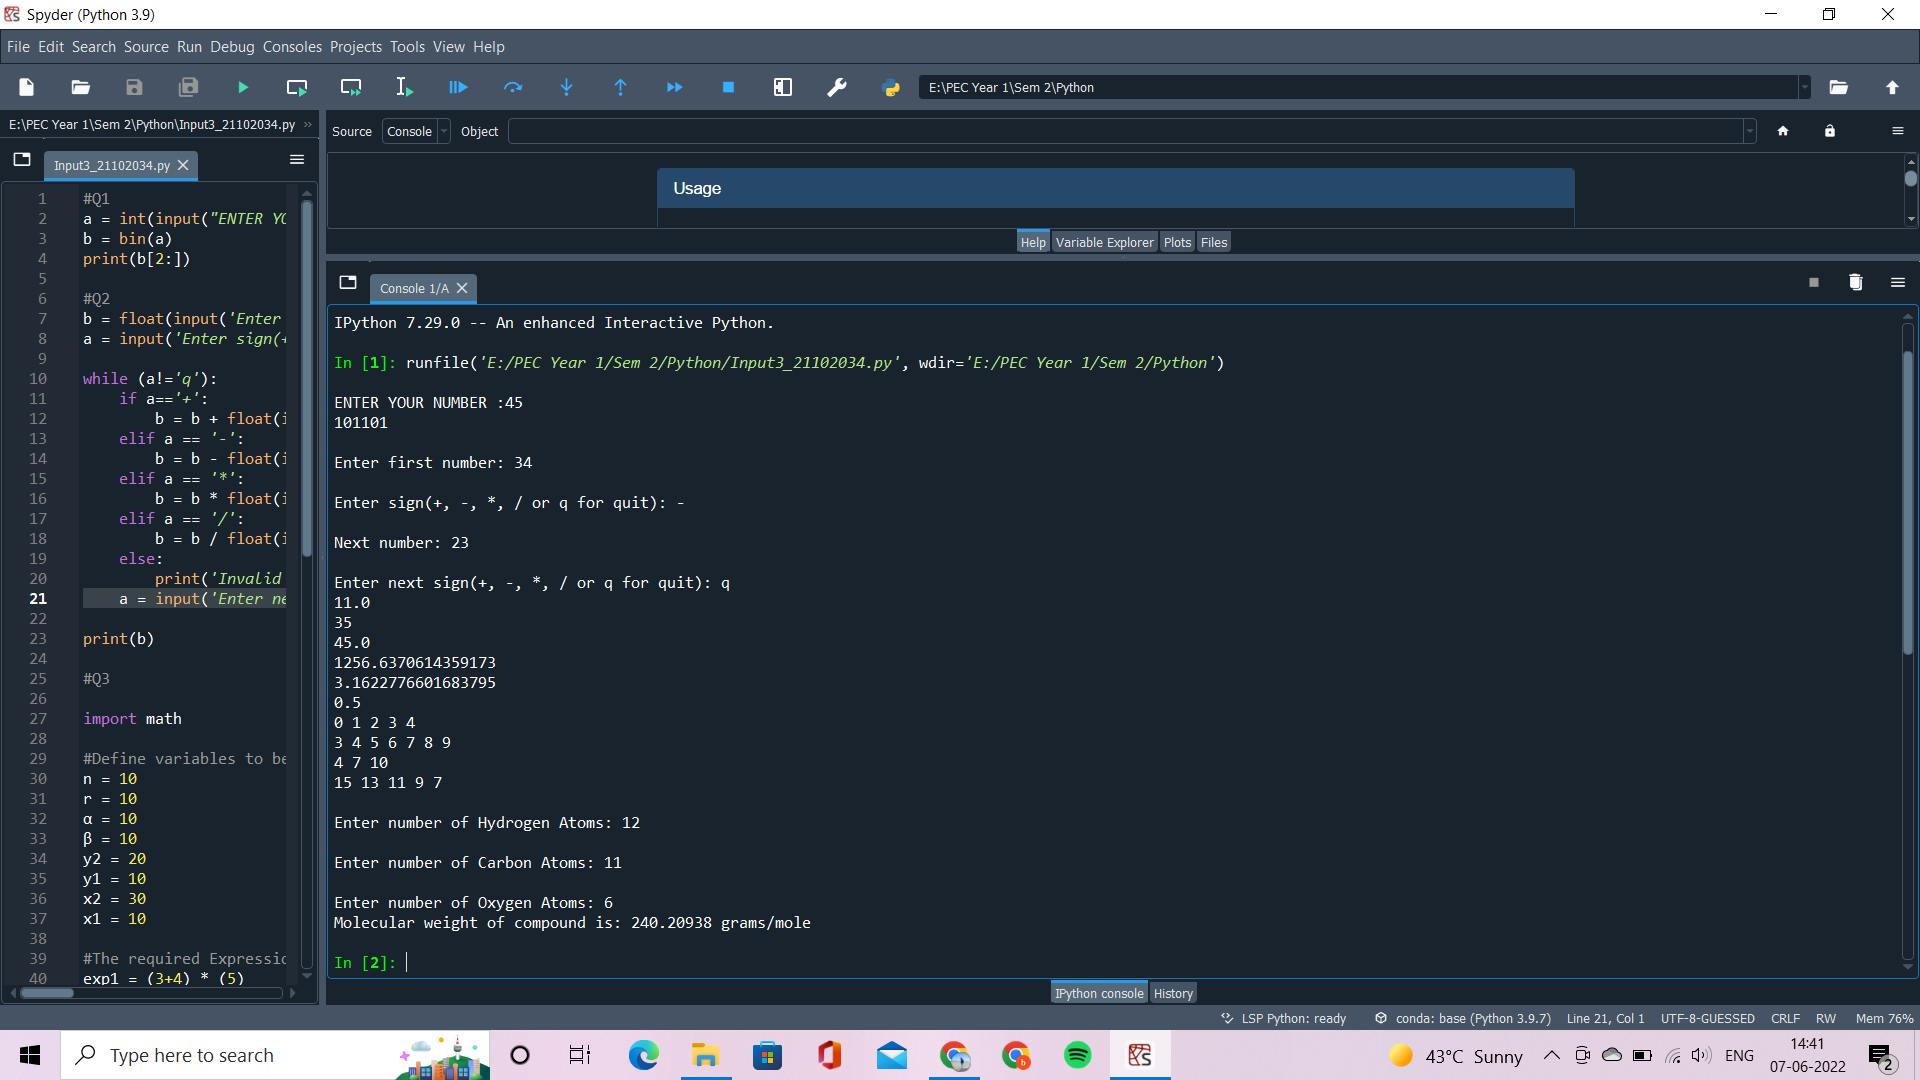 Spyder (Python 3.9)
File Edit Search Source Run Debug Consoles Projects Tools View Help
E:\PEC Year 1\Sem 2\Python
E:\PEC Year 1\Sem 2\Python\Input3_21102034.py
Input3_21102034.py
1 #Q1
2 a = int(input("ENTER YO
3 b = bin(a)
4 print(b[2:])
5
6 #Q2
7 b = float(input('Enter
8 a = input('Enter sign(+
9
10 while (a!='q'):
11 if a=='+':
12 b = b + float(i
13 elif a == '-':
14 b = b - float(i
15 elif a == '*':
16 b = b * float(i
17 elif a == '/':
18 b = b / float(i
19 else:
20 print('Invalid
21 a = input('Enter ne
22
23 print(b)
24
25 #Q3
26
27 import math
28
29 #Define variables to be
30 n = 10
31 r = 10
32 α = 10
33 β = 10
34 y2 = 20
35 y1 = 10
36 x2 = 30
37 x1 = 10
38
39 #The required Expressio
40 exp1 = (3+4) * (5)
Source Console Object
Usage
Help Variable Explorer Plots Files
Console 1/A
IPython 7.29.0 -- An enhanced Interactive Python.
In [1]: runfile('E:/PEC Year 1/Sem 2/Python/Input3_21102034.py', wdir='E:/PEC Year 1/Sem 2/Python')
ENTER YOUR NUMBER :45
101101
Enter first number: 34
Enter sign(+, -, *, / or q for quit): -
Next number: 23
Enter next sign(+, -, *, / or q for quit): q
11.0
35
45.0
1256.6370614359173
3.1622776601683795
0.5
0 1 2 3 4
3 4 5 6 7 8 9
4 7 10
15 13 11 9 7
Enter number of Hydrogen Atoms: 12
Enter number of Carbon Atoms: 11
Enter number of Oxygen Atoms: 6
Molecular weight of compound is: 240.20938 grams/mole
In [2]:
IPython console History
LSP Python: ready conda: base (Python 3.9.7) Line 21, Col 1 UTF-8-GUESSED CRLF RW Mem 76%
Type here to search
43°C Sunny
ENG
14:41
07-06-2022
2